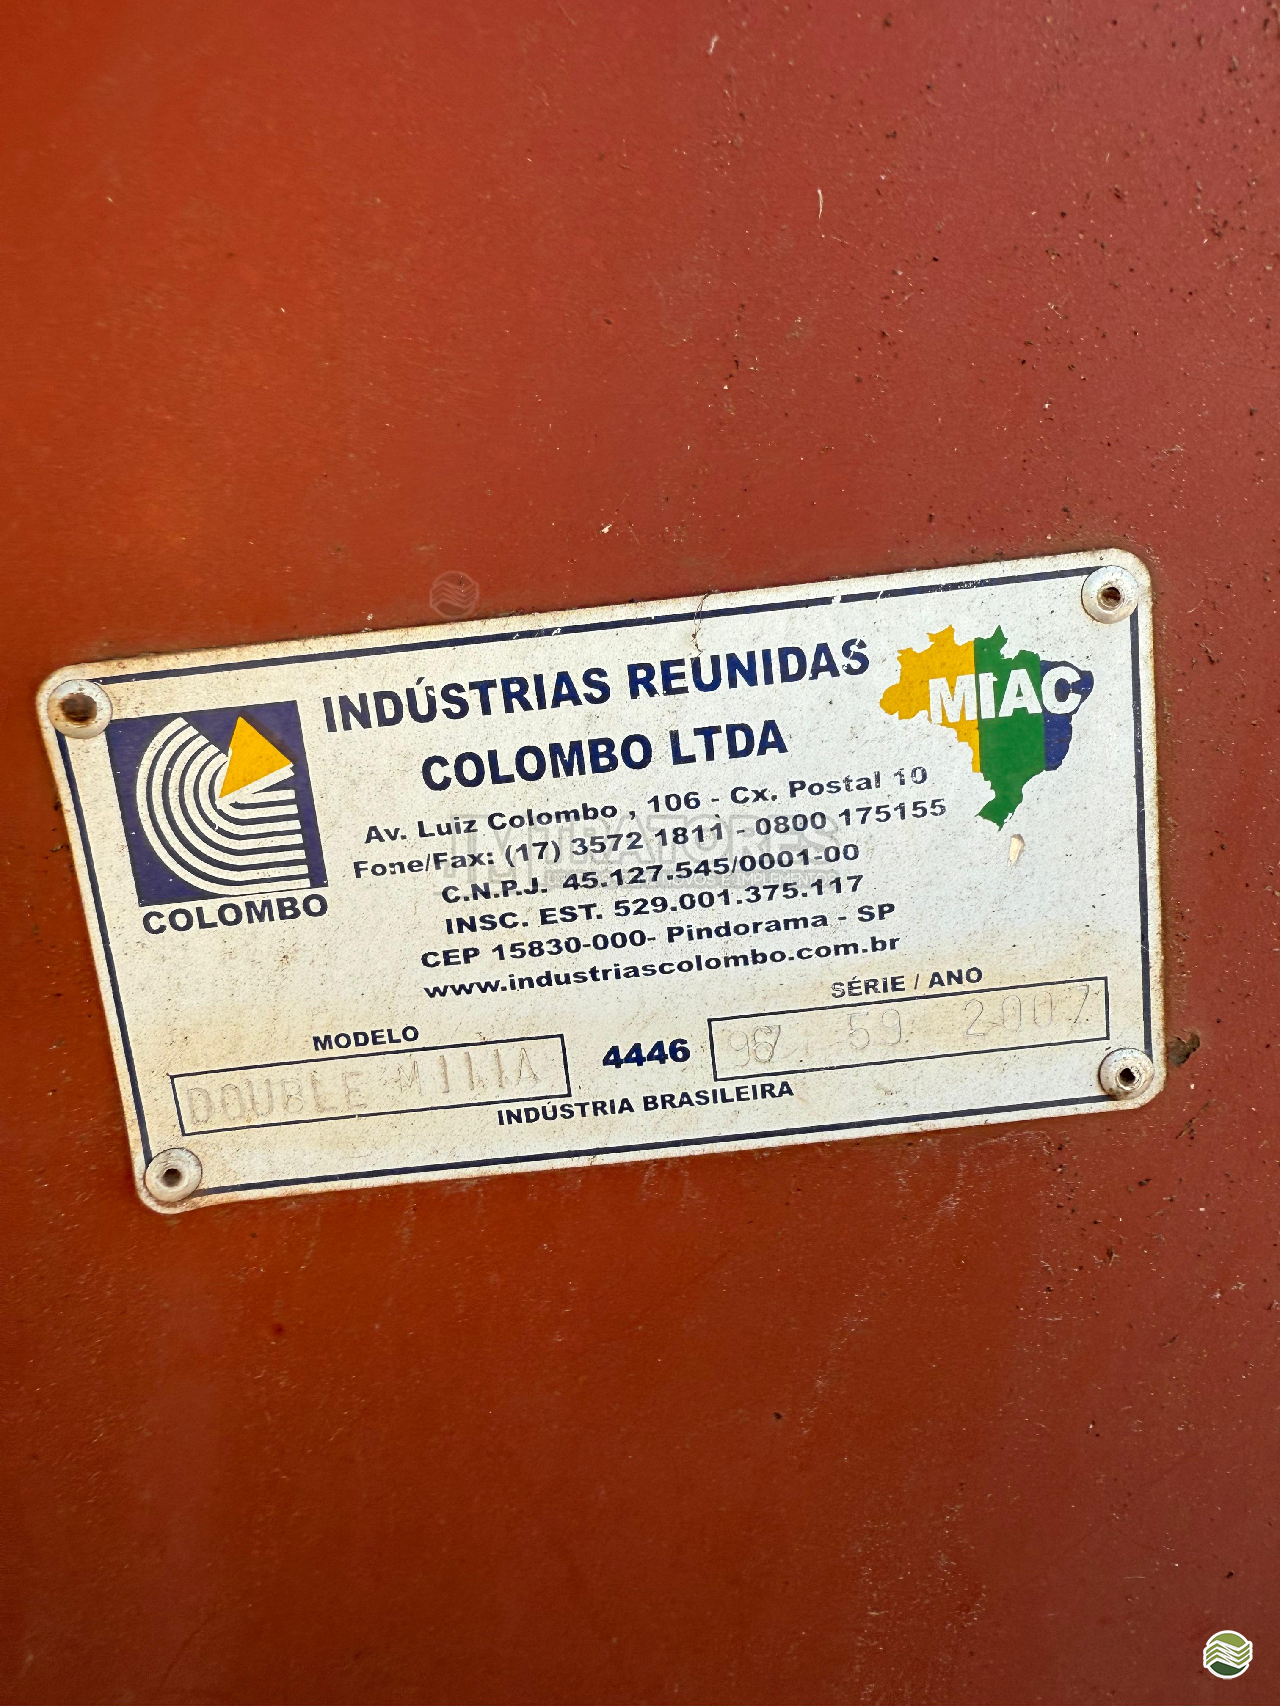 INDÚSTRIAS REUNIDAS
COLOMBO LTDA
MIAC
COLOMBO
Av. Luiz Colombo , 106 - Cx. Postal 10
Fone/Fax: (17) 3572 1811 - 0800 175155
C.N.P.J. 45.127.545/0001-00
INSC. EST. 529.001.375.117
CEP 15830-000- Pindorama - SP
www.industriascolombo.com.br
MODELO
SÉRIE / ANO
DOUBLE
4446
59 2007
INDÚSTRIA BRASILEIRA
TRATORES